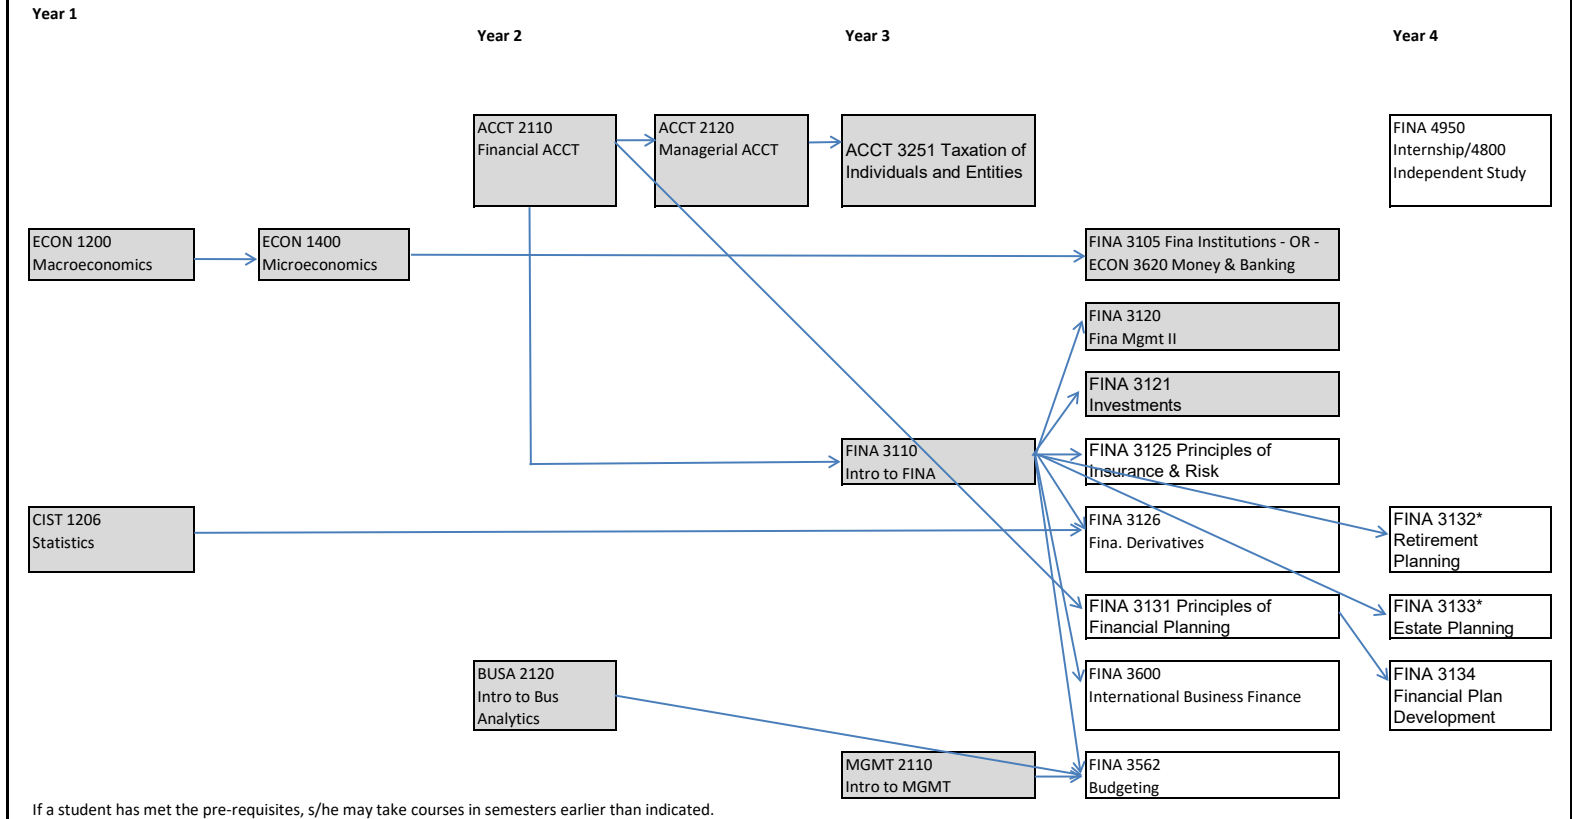 Year 1
Year 2
Year 3
Year 4
ACCT 2110
Financial ACCT
ACCT 2120
Managerial ACCT
ACCT 3251 Taxation of
Individuals and Entities
FINA 4950
Internship/4800
Independent Study
ECON 1200
Macroeconomics
ECON 1400
Microeconomics
FINA 3105 Fina Institutions - OR -
ECON 3620 Money & Banking
FINA 3120
Fina Mgmt II
FINA 3121
Investments
FINA 3110
Intro to FINA
FINA 3125 Principles of
Insurance & Risk
CIST 1206
Statistics
FINA 3126
Fina. Derivatives
FINA 3132*
Retirement
Planning
FINA 3131 Principles of
Financial Planning
FINA 3133*
Estate Planning
BUSA 2120
Intro to Bus
Analytics
FINA 3600
International Business Finance
FINA 3134
Financial Plan
Development
MGMT 2110
Intro to MGMT
FINA 3562
Budgeting
If a student has met the pre-requisites, s/he may take courses in semesters earlier than indicated.